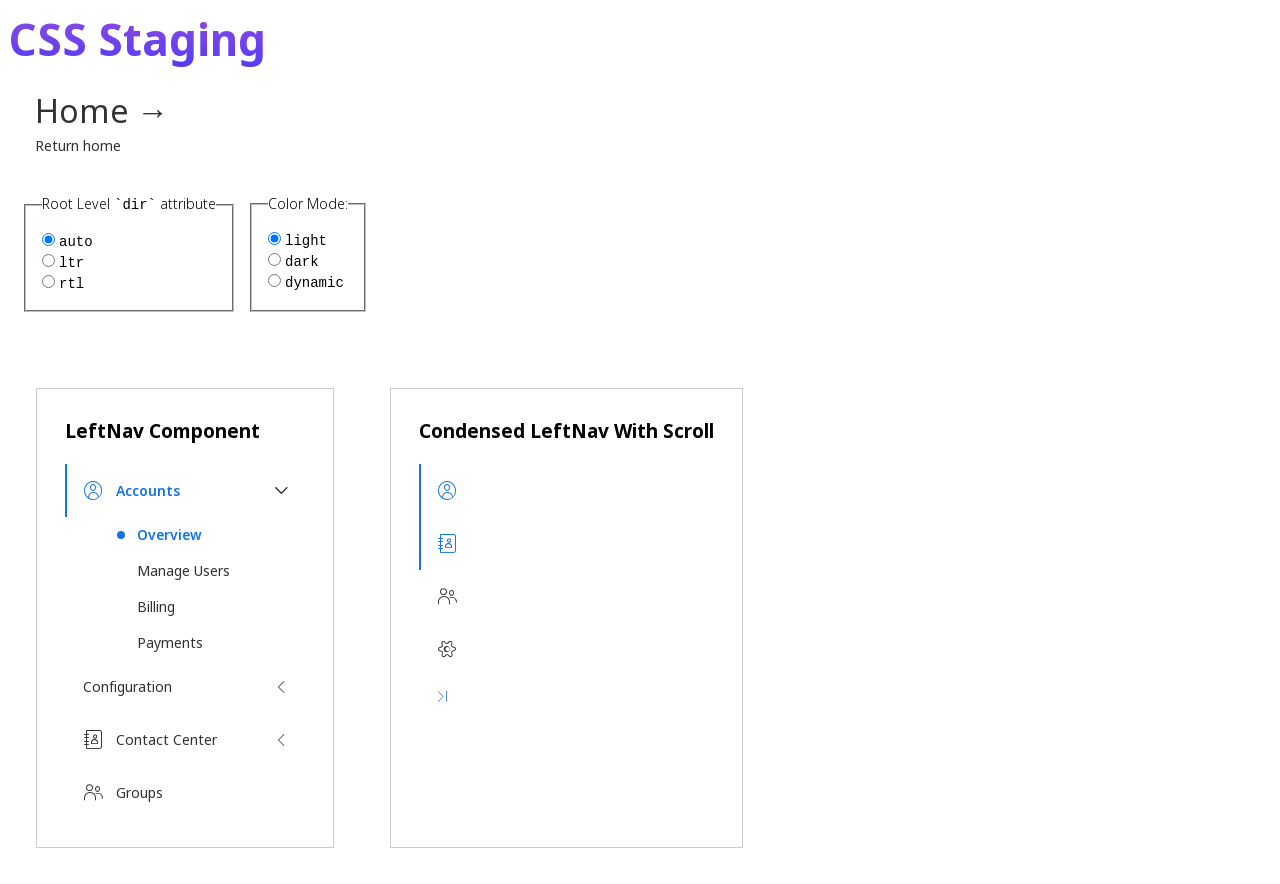 CSS Staging
Home →
Return home
Root Level `dir` attribute
auto
ltr
rtl
Color Mode:
light
dark
dynamic
LeftNav Component
Accounts
Overview
Manage Users
Billing
Payments
Configuration
Contact Center
Groups
Condensed LeftNav With Scroll